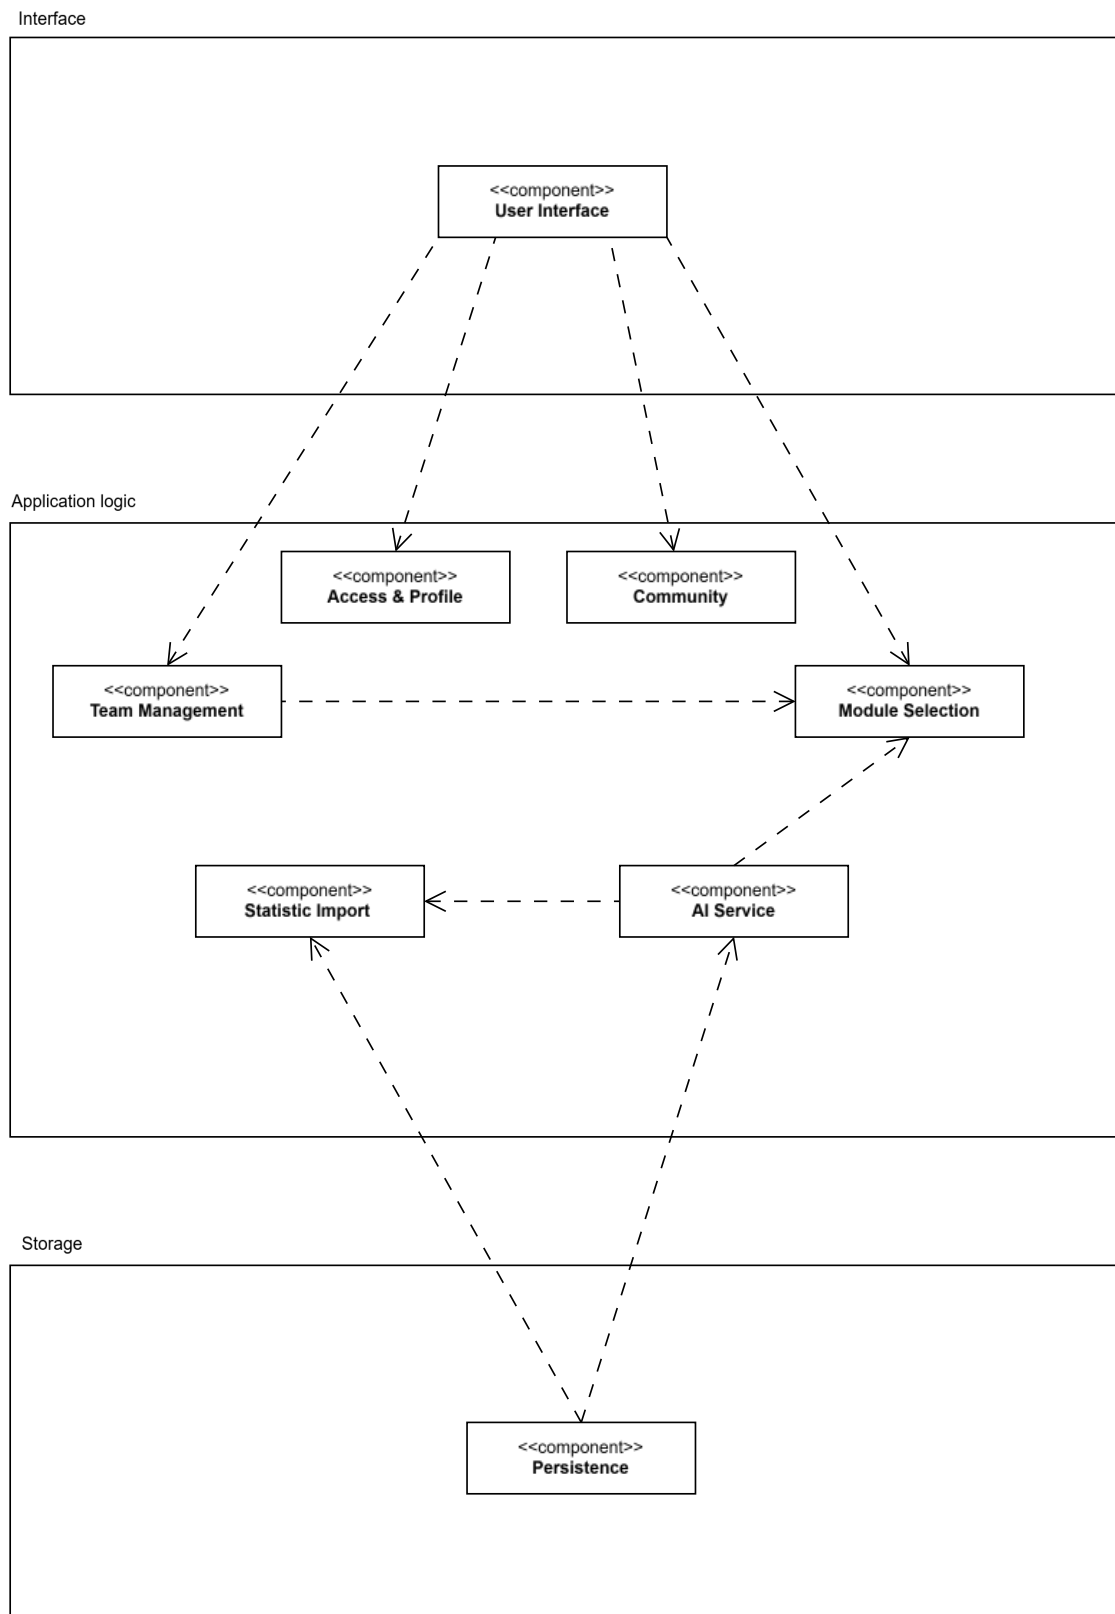 Interface
<<component>>
User Interface
Application logic
<<component>>
Access & Profile
<<component>>
Community
<<component>>
Team Management
<<component>>
Module Selection
<<component>>
Statistic Import
<<component>>
AI Service
Storage
<<component>>
Persistence